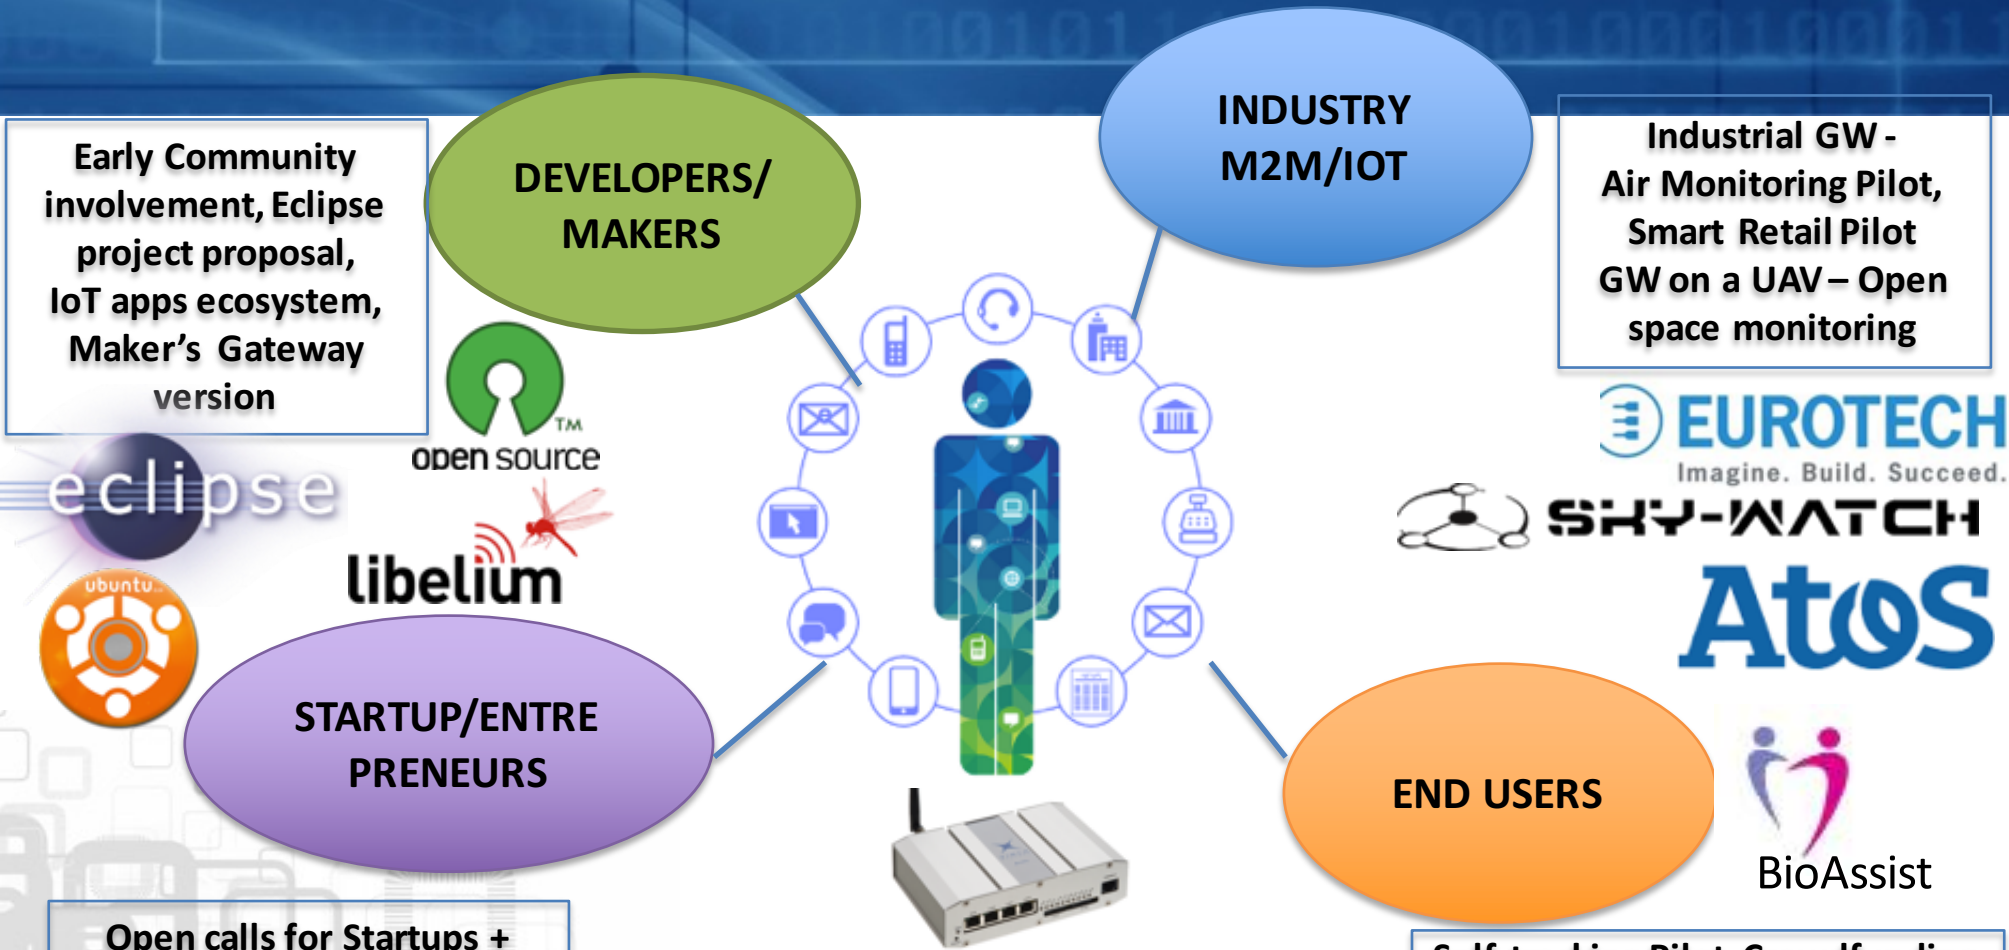 DEVELOPERS/
MAKERS
INDUSTRY
M2M/IOT
Early Community
involvement, Eclipse
project proposal,
IoT apps ecosystem,
Maker's Gateway
version
Industrial GW -
Air Monitoring Pilot,
Smart Retail Pilot
GW on a UAV – Open
space monitoring
TM
open source
eclipse
libelium
ubuntu
EUROTECH
Imagine. Build. Succeed.
SKY-WATCH
Atos
STARTUP/ENTRE
PRENEURS
END USERS
BioAssist
Open calls for Startups +